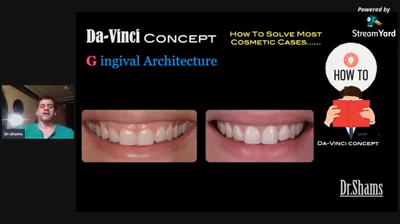 Powered by
StreamYard
Da-Vinci Concept
How To Solve Most
Cosmetic Cases......
Gingival Architecture
HOW TO
Da-Vinci concept
Dr.Shams
Dr.shams